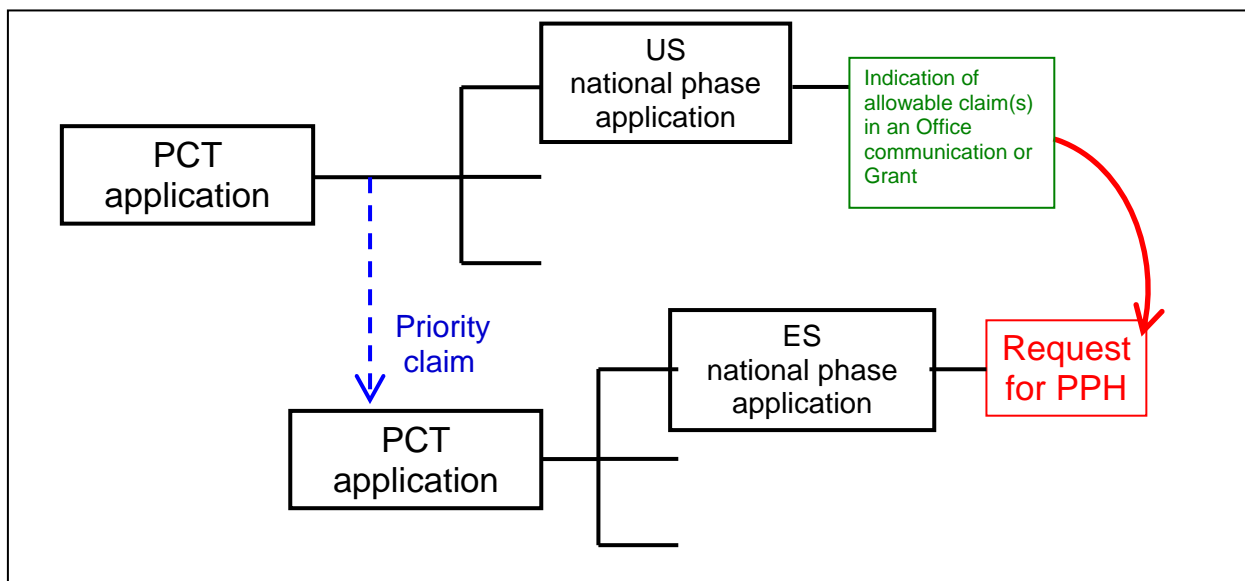 US
national phase
application
Indication of
allowable claim(s)
in an Office
communication or
Grant
PCT
application
Priority
claim
ES
national phase
application
Request
for PPH
PCT
application